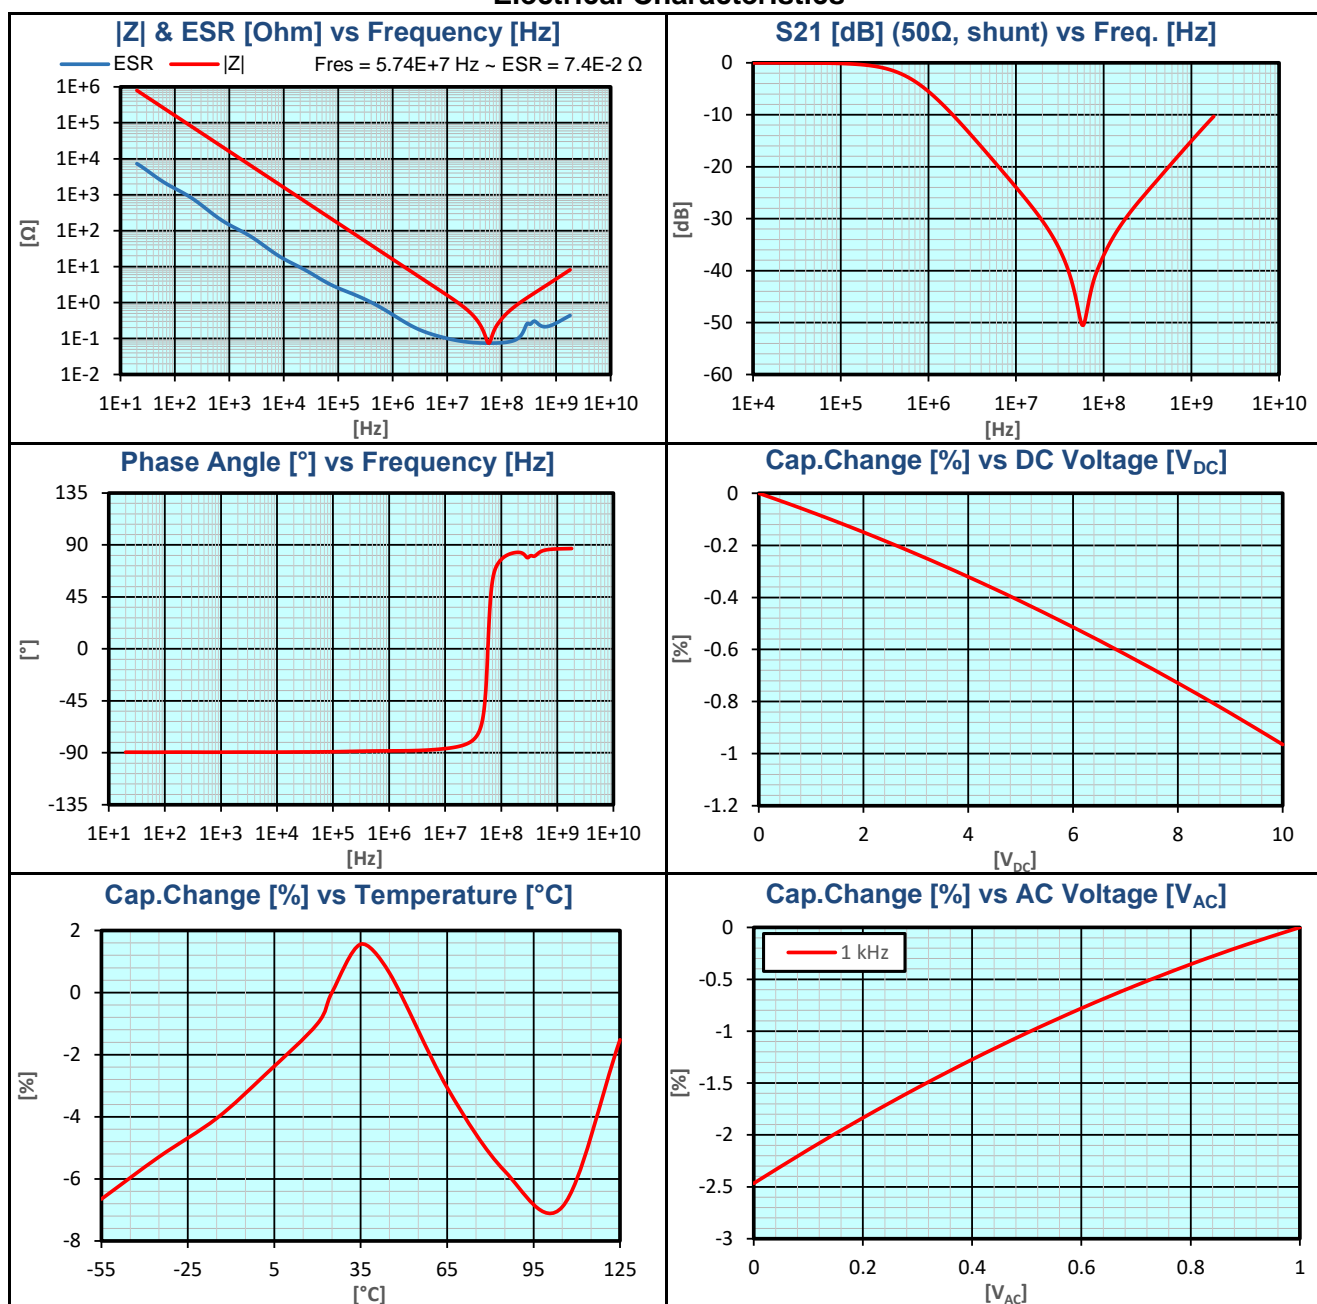 Electrical Characteristics
|Z| & ESR [Ohm] vs Frequency [Hz]
ESR |Z| Fres = 5.74E+7 Hz ~ ESR = 7.4E-2 Ω
1E+6
1E+5
1E+4
1E+3
1E+2
1E+1
1E+0
1E-1
1E-2
[Ω]
1E+1 1E+2 1E+3 1E+4 1E+5 1E+6 1E+7 1E+8 1E+9 1E+10
[Hz]
S21 [dB] (50Ω, shunt) vs Freq. [Hz]
0
-10
-20
-30
-40
-50
-60
[dB]
1E+4 1E+5 1E+6 1E+7 1E+8 1E+9 1E+10
[Hz]
Phase Angle [°] vs Frequency [Hz]
135
90
45
0
-45
-90
-135
[°]
1E+1 1E+2 1E+3 1E+4 1E+5 1E+6 1E+7 1E+8 1E+9 1E+10
[Hz]
Cap.Change [%] vs DC Voltage [VDC]
0
-0.2
-0.4
-0.6
-0.8
-1
-1.2
[%]
0 2 4 6 8 10
[VDC]
Cap.Change [%] vs Temperature [°C]
2
0
-2
-4
-6
-8
[%]
-55 -25 5 35 65 95 125
[°C]
Cap.Change [%] vs AC Voltage [VAC]
1 kHz
0
-0.5
-1
-1.5
-2
-2.5
-3
[%]
0 0.2 0.4 0.6 0.8 1
[VAC]